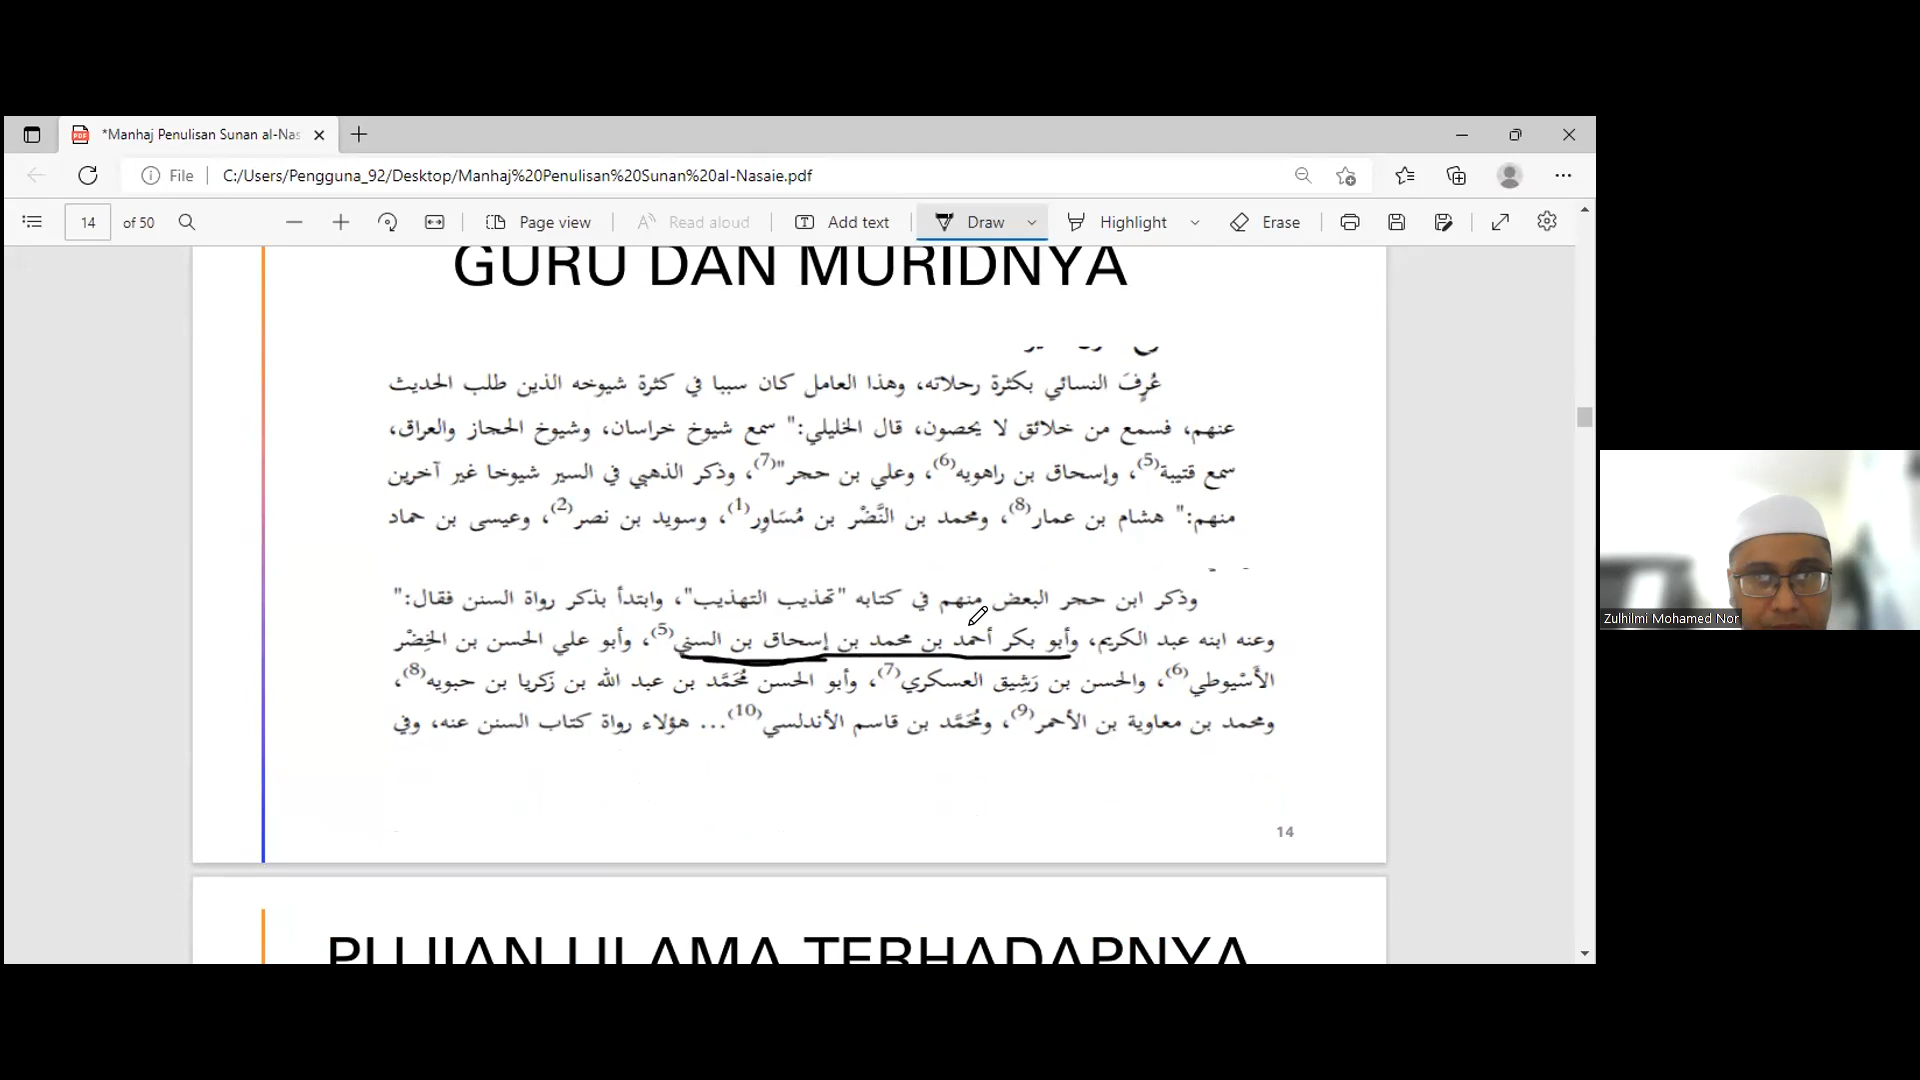 *Manhaj Penulisan Sunan al-Nas
File
C:/Users/Pengguna_92/Desktop/Manhaj%20Penulisan%20Sunan%20al-Nasaie.pdf
14 of 50
Page view
Read aloud
Add text
Draw
Highlight
Erase
GURU DAN MURIDNYA
عُرِفَ النسائي بكثرة رحلاته، وهذا العامل كان سببا في كثرة شيوخه الذين طلب الحديث
عنهم، فسمع من خلائق لا يحصون، قال الخليلي:" سمع شيوخ خراسان، وشيوخ الحجاز والعراق،
سمع قتيبة(5)، وإسحاق بن راهويه(6)، وعلي بن حجر"(7)، وذكر الذهبي في السير شيوخا غير آخرين
منهم:" هشام بن عمار(8)، ومحمد بن النَّضْر بن مُسَاوِر(1)، وسويد بن نصر(2)، وعيسى بن حماد
وذكر ابن حجر البعض منهم في كتابه "تهذيب التهذيب"، وابتدأ بذكر رواة السنن فقال:"
وعنه ابنه عبد الكريم، وأبو بكر أحمد بن محمد بن إسحاق بن السني(5)، وأبو علي الحسن بن الخِضْر
الأَسْيوطي(6)، والحسن بن رَشِيق العسكري(7)، وأبو الحسن مُحَمَّد بن عبد الله بن زكريا بن حبويه(8)،
ومحمد بن معاوية بن الأحمر(9)، ومُحَمَّد بن قاسم الأندلسي(10)... هؤلاء رواة كتاب السنن عنه، وفي
14
PUJIAN ULAMA TERHADAPNYA
Zulhilmi Mohamed Nor